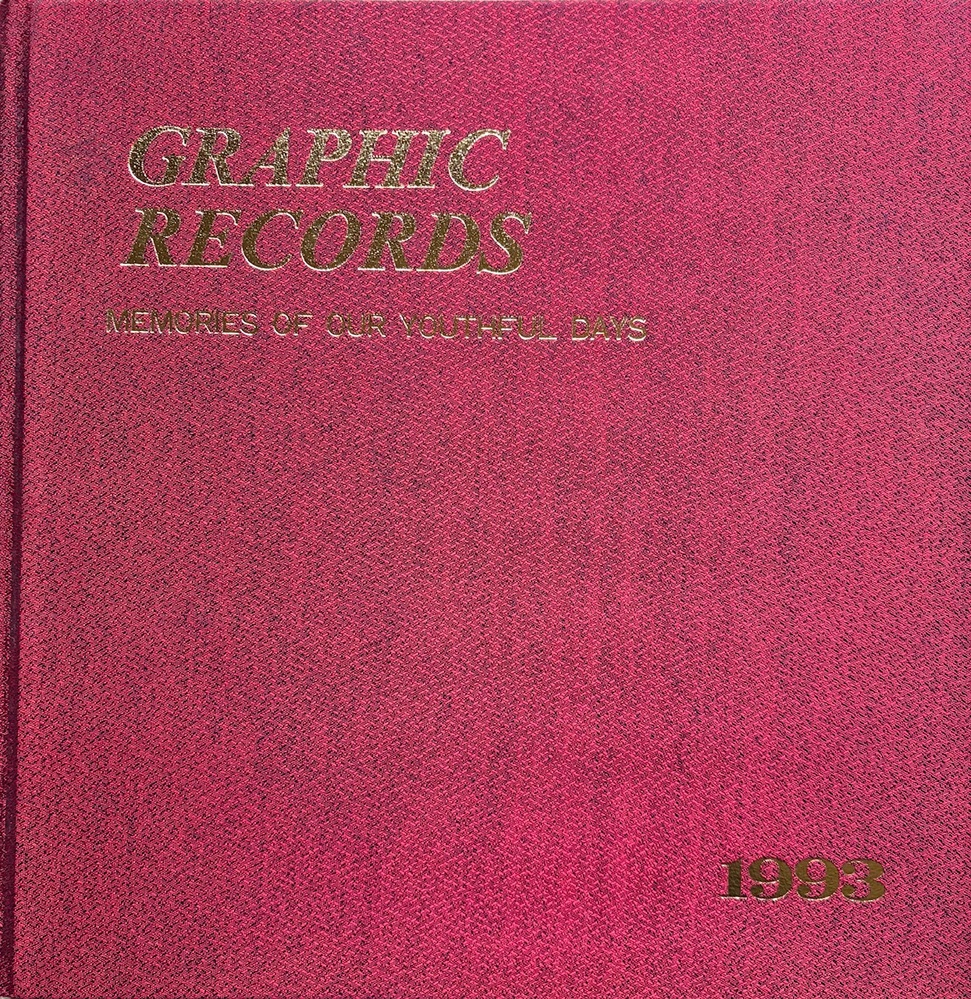 GRAPHIC
RECORDS
MEMORIES OF OUR YOUTHFUL DAYS
1993